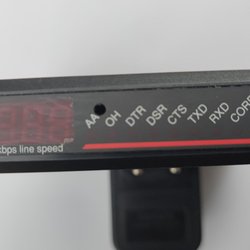 AA OH DTR DSR CTS TXD RXD
kbps line speed